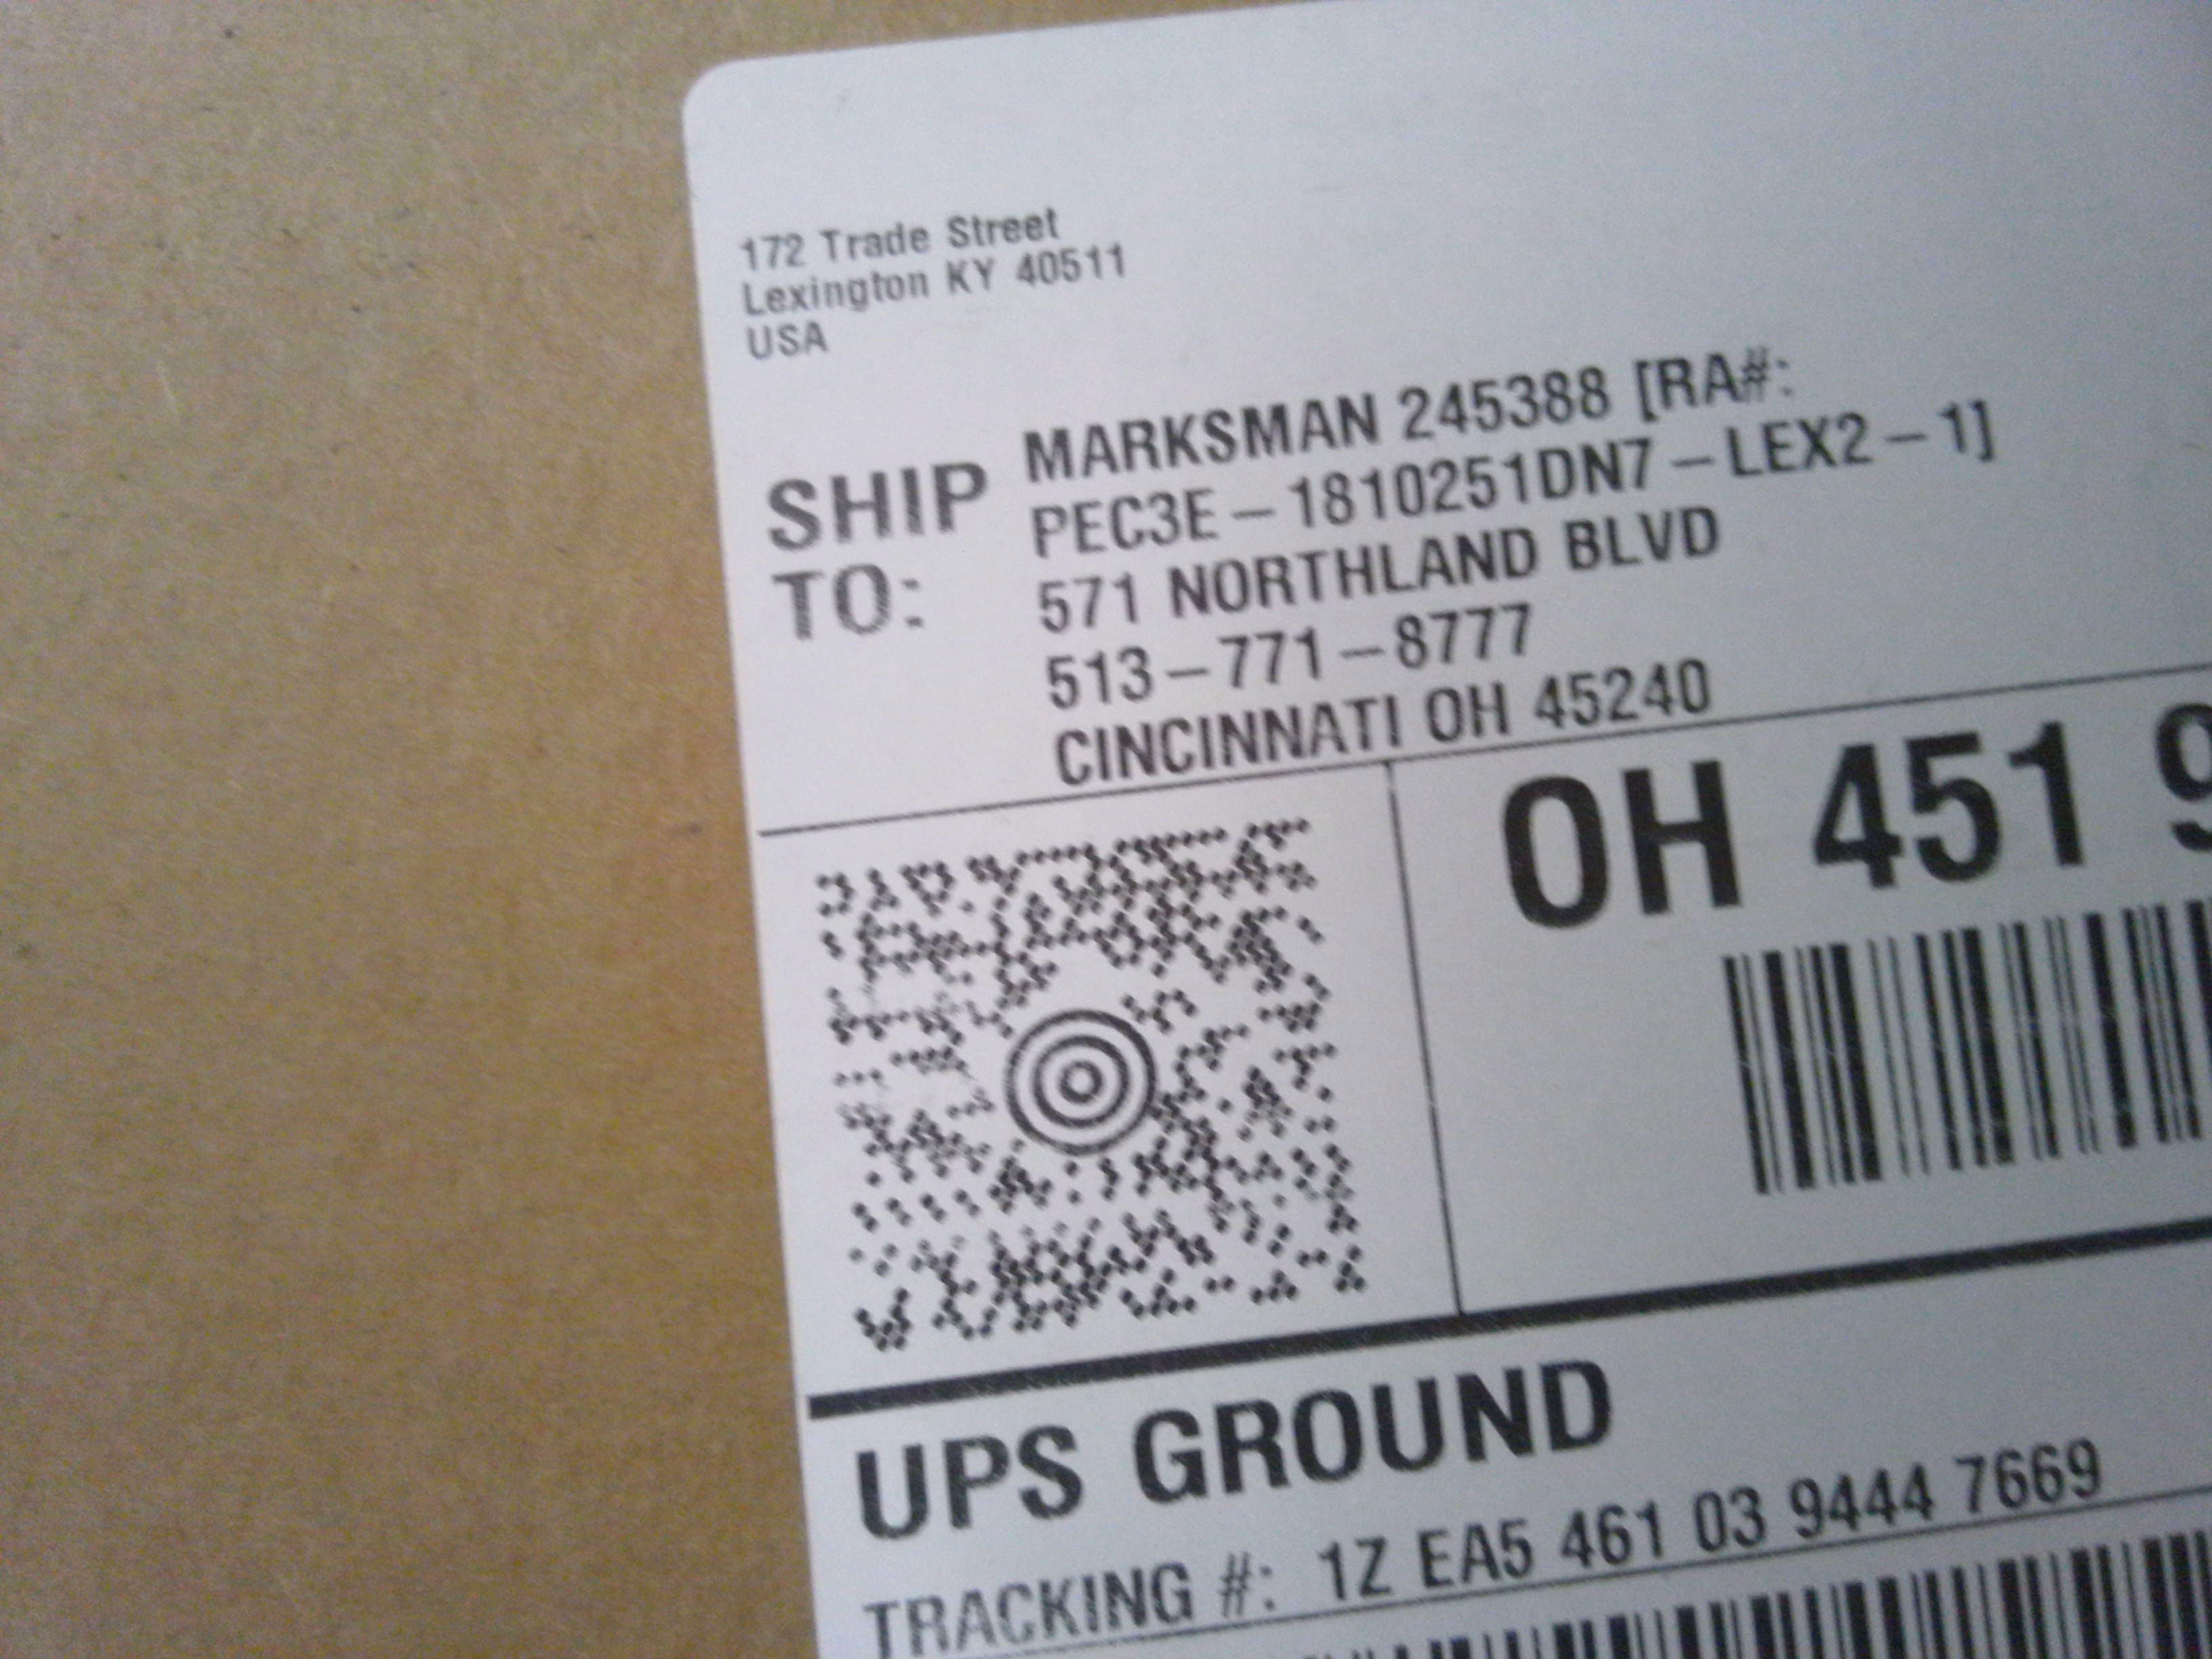 172 Trade Street
Lexington KY 40511
USA
SHIP TO:
MARKSMAN 245388 [RA#:
PEC3E-1810251DN7-LEX2-1]
571 NORTHLAND BLVD
513-771-8777
CINCINNATI OH 45240
OH 451 9
UPS GROUND
TRACKING #: 1Z EA5 461 03 9444 7669